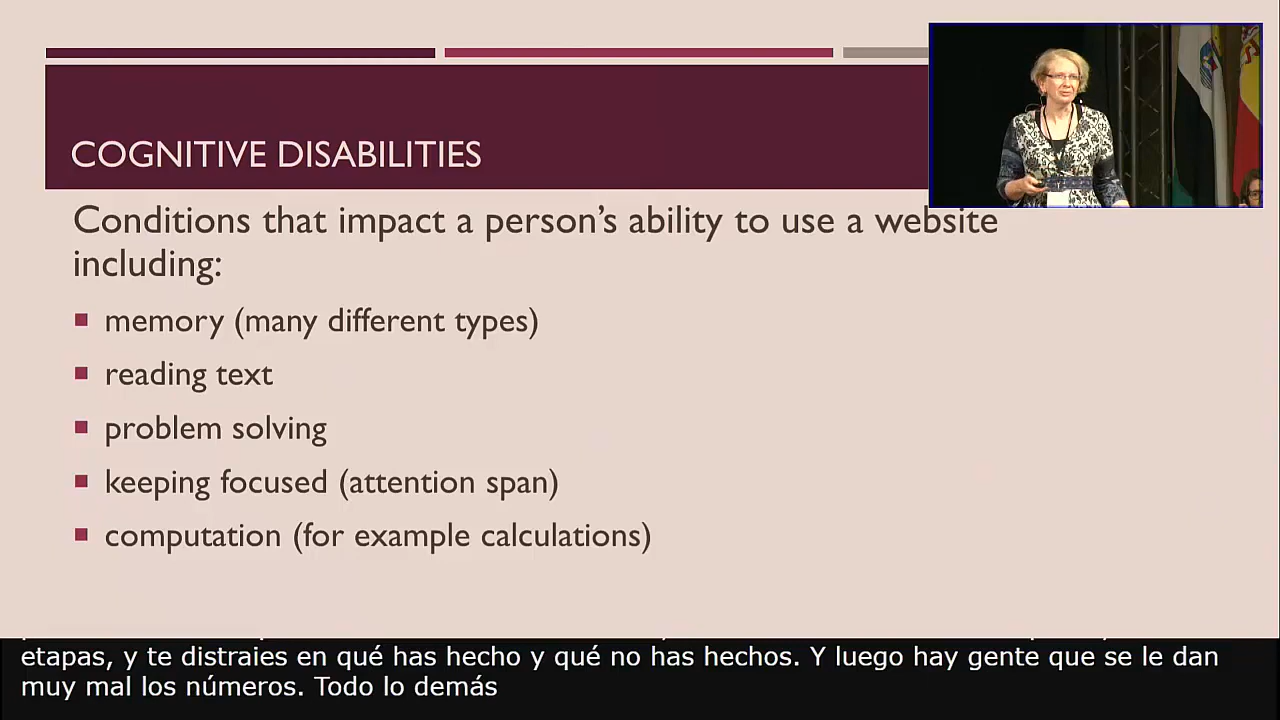 COGNITIVE DISABILITIES
Conditions that impact a person’s ability to use a website
including:
memory (many different types)
reading text
problem solving
keeping focused (attention span)
computation (for example calculations)
etapas, y te distraies en qué has hecho y qué no has hechos. Y luego hay gente que se le dan
muy mal los números. Todo lo demás